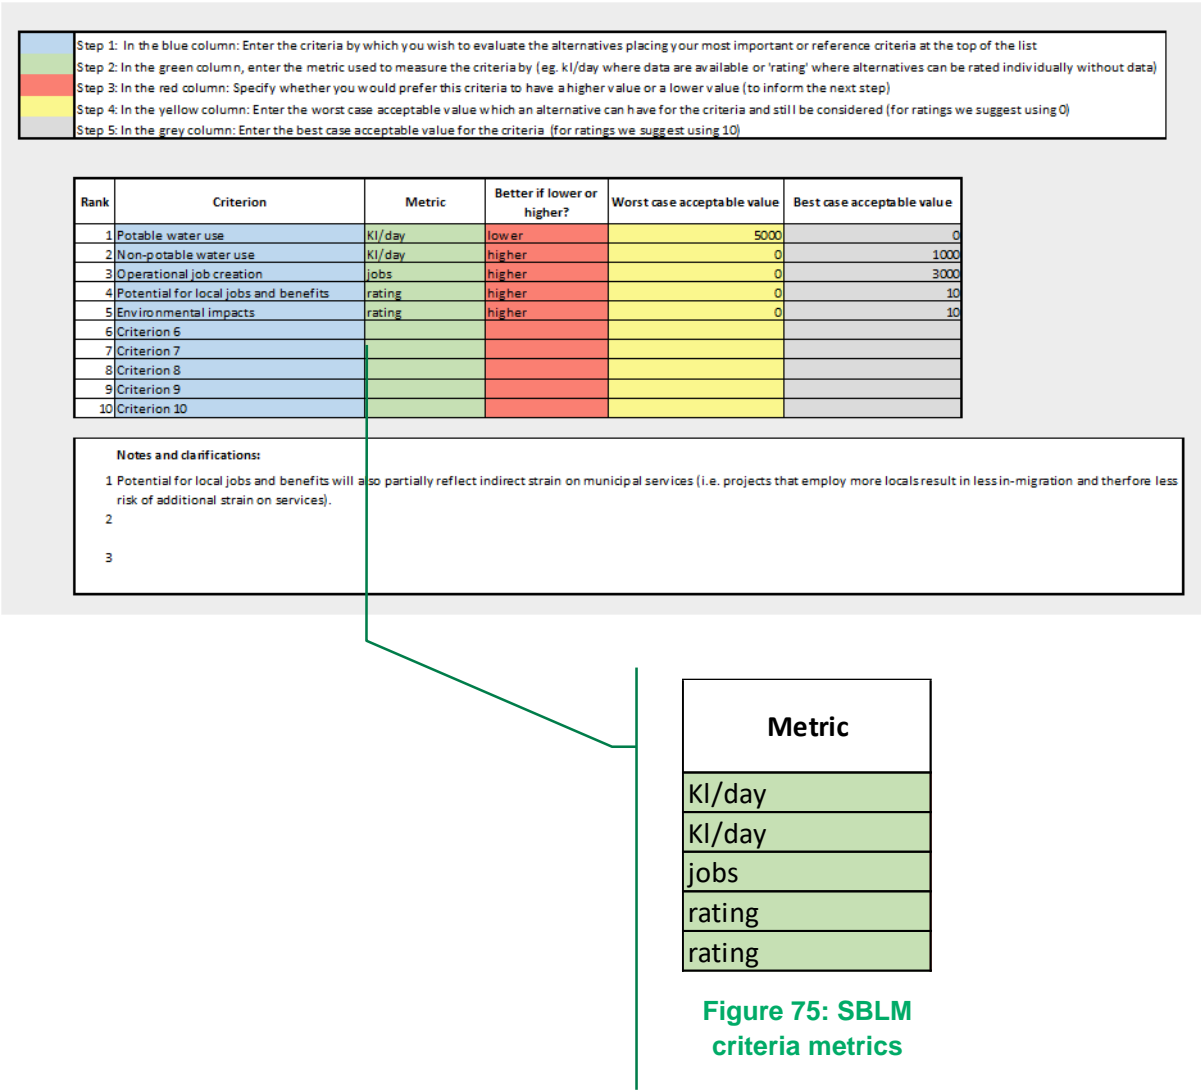 Step 1: In the blue column: Enter the criteria by which you wish to evaluate the alternatives placing your most important or reference criteria at the top of the list
Step 2: In the green column, enter the metric used to measure the criteria by (eg. kl/day where data are available or 'rating' where alternatives can be rated individually without data)
Step 3: In the red column: Specify whether you would prefer this criteria to have a higher value or a lower value (to inform the next step)
Step 4: In the yellow column: Enter the worst case acceptable value which an alternative can have for the criteria and still be considered (for ratings we suggest using 0)
Step 5: In the grey column: Enter the best case acceptable value for the criteria (for ratings we suggest using 10)
Rank Criterion Metric Better if lower or higher? Worst case acceptable value Best case acceptable value
1 Potable water use Kl/day lower 5000 0
2 Non-potable water use Kl/day higher 0 1000
3 Operational job creation jobs higher 0 3000
4 Potential for local jobs and benefits rating higher 0 10
5 Environmental impacts rating higher 0 10
6 Criterion 6
7 Criterion 7
8 Criterion 8
9 Criterion 9
10 Criterion 10
Notes and clarifications:
1 Potential for local jobs and benefits will also partially reflect indirect strain on municipal services (i.e. projects that employ more locals result in less in-migration and therfore less
risk of additional strain on services).
2
3
Metric
Kl/day
Kl/day
jobs
rating
rating
Figure 75: SBLM
criteria metrics